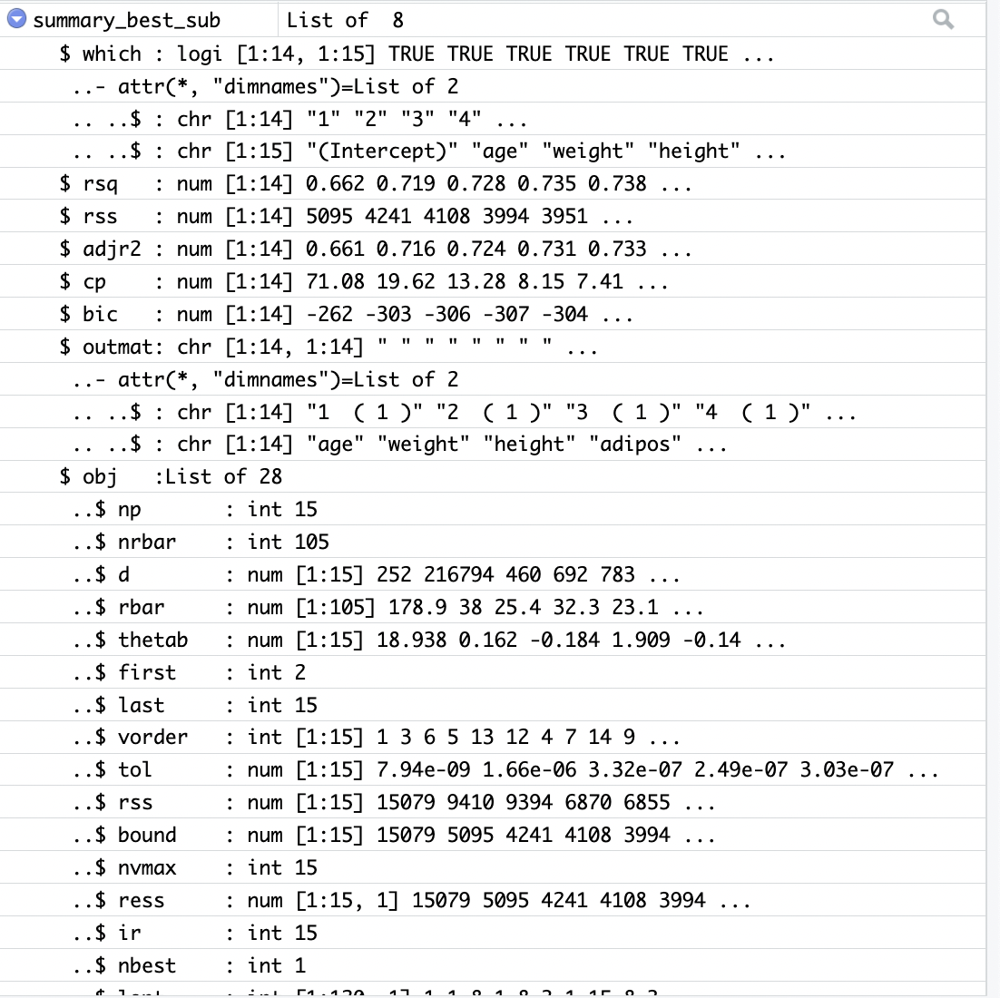 summary_best_sub List of 8
$ which : logi [1:14, 1:15] TRUE TRUE TRUE TRUE TRUE TRUE ...
..- attr(*, "dimnames")=List of 2
.. ..$ : chr [1:14] "1" "2" "3" "4" ...
.. ..$ : chr [1:15] "(Intercept)" "age" "weight" "height" ...
$ rsq : num [1:14] 0.662 0.719 0.728 0.735 0.738 ...
$ rss : num [1:14] 5095 4241 4108 3994 3951 ...
$ adjr2 : num [1:14] 0.661 0.716 0.724 0.731 0.733 ...
$ cp : num [1:14] 71.08 19.62 13.28 8.15 7.41 ...
$ bic : num [1:14] -262 -303 -306 -307 -304 ...
$ outmat: chr [1:14, 1:14] " " " " " " " " ...
..- attr(*, "dimnames")=List of 2
.. ..$ : chr [1:14] "1 ( 1 )" "2 ( 1 )" "3 ( 1 )" "4 ( 1 )" ...
.. ..$ : chr [1:14] "age" "weight" "height" "adipos" ...
$ obj :List of 28
..$ np : int 15
..$ nrbar : int 105
..$ d : num [1:15] 252 216794 460 692 783 ...
..$ rbar : num [1:105] 178.9 38 25.4 32.3 23.1 ...
..$ thetab : num [1:15] 18.938 0.162 -0.184 1.909 -0.14 ...
..$ first : int 2
..$ last : int 15
..$ vorder : int [1:15] 1 3 6 5 13 12 4 7 14 9 ...
..$ tol : num [1:15] 7.94e-09 1.66e-06 3.32e-07 2.49e-07 3.03e-07 ...
..$ rss : num [1:15] 15079 9410 9394 6870 6855 ...
..$ bound : num [1:15] 15079 5095 4241 4108 3994 ...
..$ nvmax : int 15
..$ ress : num [1:15, 1] 15079 5095 4241 4108 3994 ...
..$ ir : int 15
..$ nbest : int 1